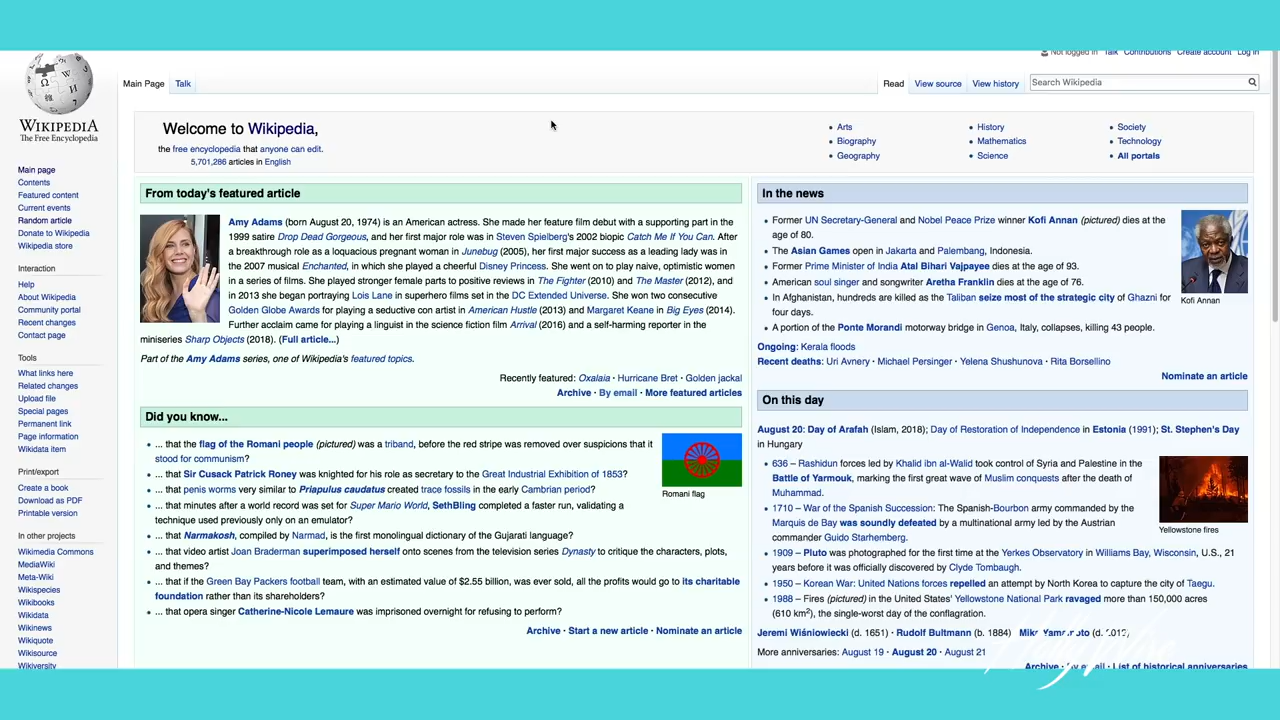 Not logged in Talk Contributions Create account Log in
Main Page Talk
Read View source View history Search Wikipedia
WIKIPEDIA
The Free Encyclopedia
Main page
Contents
Featured content
Current events
Random article
Donate to Wikipedia
Wikipedia store
Interaction
Help
About Wikipedia
Community portal
Recent changes
Contact page
Tools
What links here
Related changes
Upload file
Special pages
Permanent link
Page information
Wikidata item
Print/export
Create a book
Download as PDF
Printable version
In other projects
Wikimedia Commons
MediaWiki
Meta-Wiki
Wikispecies
Wikibooks
Wikidata
Wikinews
Wikiquote
Wikisource
Wikiversity
Welcome to Wikipedia,
the free encyclopedia that anyone can edit.
5,701,286 articles in English
• Arts
• Biography
• Geography
• History
• Mathematics
• Science
• Society
• Technology
• All portals
From today's featured article
Amy Adams (born August 20, 1974) is an American actress. She made her feature film debut with a supporting part in the
1999 satire Drop Dead Gorgeous, and her first major role was in Steven Spielberg's 2002 biopic Catch Me If You Can. After
a breakthrough role as a loquacious pregnant woman in Junebug (2005), her first major success as a leading lady was in
the 2007 musical Enchanted, in which she played a cheerful Disney Princess. She went on to play naive, optimistic women
in a series of films. She played stronger female parts to positive reviews in The Fighter (2010) and The Master (2012), and
in 2013 she began portraying Lois Lane in superhero films set in the DC Extended Universe. She won two consecutive
Golden Globe Awards for playing a seductive con artist in American Hustle (2013) and Margaret Keane in Big Eyes (2014).
Further acclaim came for playing a linguist in the science fiction film Arrival (2016) and a self-harming reporter in the
miniseries Sharp Objects (2018). (Full article...)
Part of the Amy Adams series, one of Wikipedia's featured topics.
Recently featured: Oxalaia · Hurricane Bret · Golden jackal
Archive · By email · More featured articles
Did you know...
• ... that the flag of the Romani people (pictured) was a triband, before the red stripe was removed over suspicions that it
stood for communism?
• ... that Sir Cusack Patrick Roney was knighted for his role as secretary to the Great Industrial Exhibition of 1853?
• ... that penis worms very similar to Priapulus caudatus created trace fossils in the early Cambrian period?
• ... that minutes after a world record was set for Super Mario World, SethBling completed a faster run, validating a
technique used previously only on an emulator?
• ... that Narmakosh, compiled by Narmad, is the first monolingual dictionary of the Gujarati language?
• ... that video artist Joan Braderman superimposed herself onto scenes from the television series Dynasty to critique the characters, plots,
and themes?
• ... that if the Green Bay Packers football team, with an estimated value of $2.55 billion, was ever sold, all the profits would go to its charitable
foundation rather than its shareholders?
• ... that opera singer Catherine-Nicole Lemaure was imprisoned overnight for refusing to perform?
Romani flag
Archive · Start a new article · Nominate an article
In the news
• Former UN Secretary-General and Nobel Peace Prize winner Kofi Annan (pictured) dies at the
age of 80.
• The Asian Games open in Jakarta and Palembang, Indonesia.
• Former Prime Minister of India Atal Bihari Vajpayee dies at the age of 93.
• American soul singer and songwriter Aretha Franklin dies at the age of 76.
• In Afghanistan, hundreds are killed as the Taliban seize most of the strategic city of Ghazni for
four days.
• A portion of the Ponte Morandi motorway bridge in Genoa, Italy, collapses, killing 43 people.
Kofi Annan
Ongoing: Kerala floods
Recent deaths: Uri Avnery · Michael Persinger · Yelena Shushunova · Rita Borsellino
Nominate an article
On this day
August 20: Day of Arafah (Islam, 2018); Day of Restoration of Independence in Estonia (1991); St. Stephen's Day
in Hungary
• 636 – Rashidun forces led by Khalid ibn al-Walid took control of Syria and Palestine in the
Battle of Yarmouk, marking the first great wave of Muslim conquests after the death of
Muhammad.
• 1710 – War of the Spanish Succession: The Spanish-Bourbon army commanded by the
Marquis de Bay was soundly defeated by a multinational army led by the Austrian
commander Guido Starhemberg.
• 1909 – Pluto was photographed for the first time at the Yerkes Observatory in Williams Bay, Wisconsin, U.S., 21
years before it was officially discovered by Clyde Tombaugh.
• 1950 – Korean War: United Nations forces repelled an attempt by North Korea to capture the city of Taegu.
• 1988 – Fires (pictured) in the United States' Yellowstone National Park ravaged more than 150,000 acres
(610 km²), the single-worst day of the conflagration.
Yellowstone fires
Jeremi Wiśniowiecki (d. 1651) · Rudolf Bultmann (b. 1884) · Mika Yamamoto (d. 2012)
More anniversaries: August 19 · August 20 · August 21
Archive · By email · List of historical anniversaries